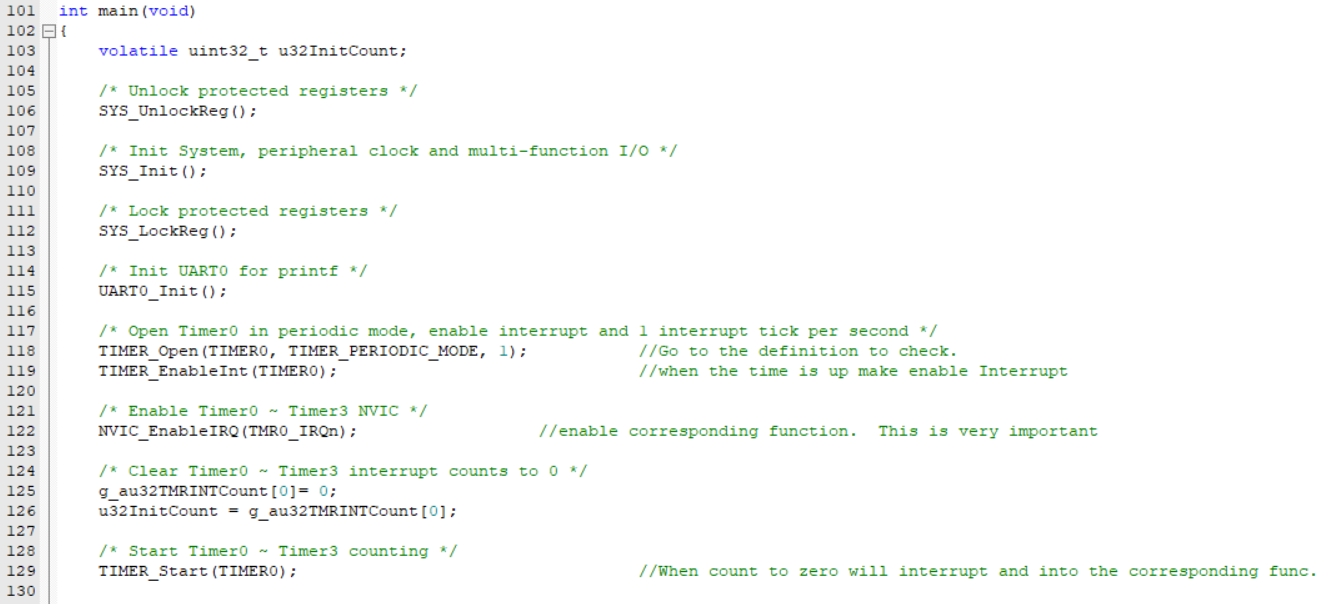 101 int main(void)
102 {
103 volatile uint32_t u32InitCount;
104
105 /* Unlock protected registers */
106 SYS_UnlockReg();
107
108 /* Init System, peripheral clock and multi-function I/O */
109 SYS_Init();
110
111 /* Lock protected registers */
112 SYS_LockReg();
113
114 /* Init UART0 for printf */
115 UART0_Init();
116
117 /* Open Timer0 in periodic mode, enable interrupt and 1 interrupt tick per second */
118 TIMER_Open(TIMER0, TIMER_PERIODIC_MODE, 1); //Go to the definition to check.
119 TIMER_EnableInt(TIMER0); //when the time is up make enable Interrupt
120
121 /* Enable Timer0 ~ Timer3 NVIC */
122 NVIC_EnableIRQ(TMR0_IRQn); //enable corresponding function. This is very important
123
124 /* Clear Timer0 ~ Timer3 interrupt counts to 0 */
125 g_au32TMRINTCount[0]= 0;
126 u32InitCount = g_au32TMRINTCount[0];
127
128 /* Start Timer0 ~ Timer3 counting */
129 TIMER_Start(TIMER0); //When count to zero will interrupt and into the corresponding func.
130